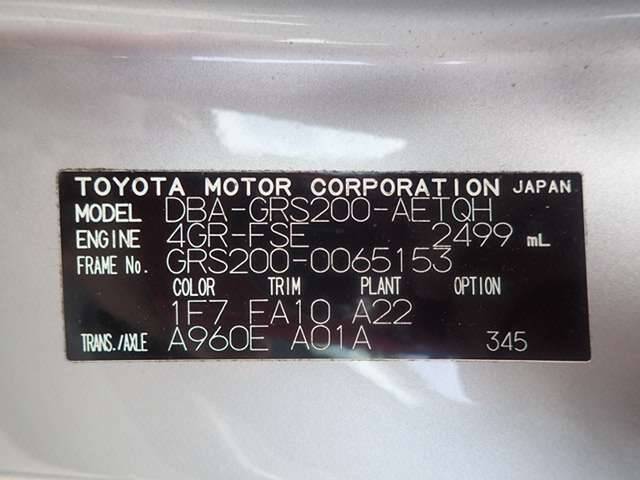 TOYOTA MOTOR CORPORATION JAPAN
MODEL DBA-GRS200-AETQH
ENGINE 4GR-FSE 2499 mL
FRAME No. GRS200-0065153
COLOR TRIM PLANT OPTION
1F7 EA10 A22
TRANS./AXLE A960E A01A 345